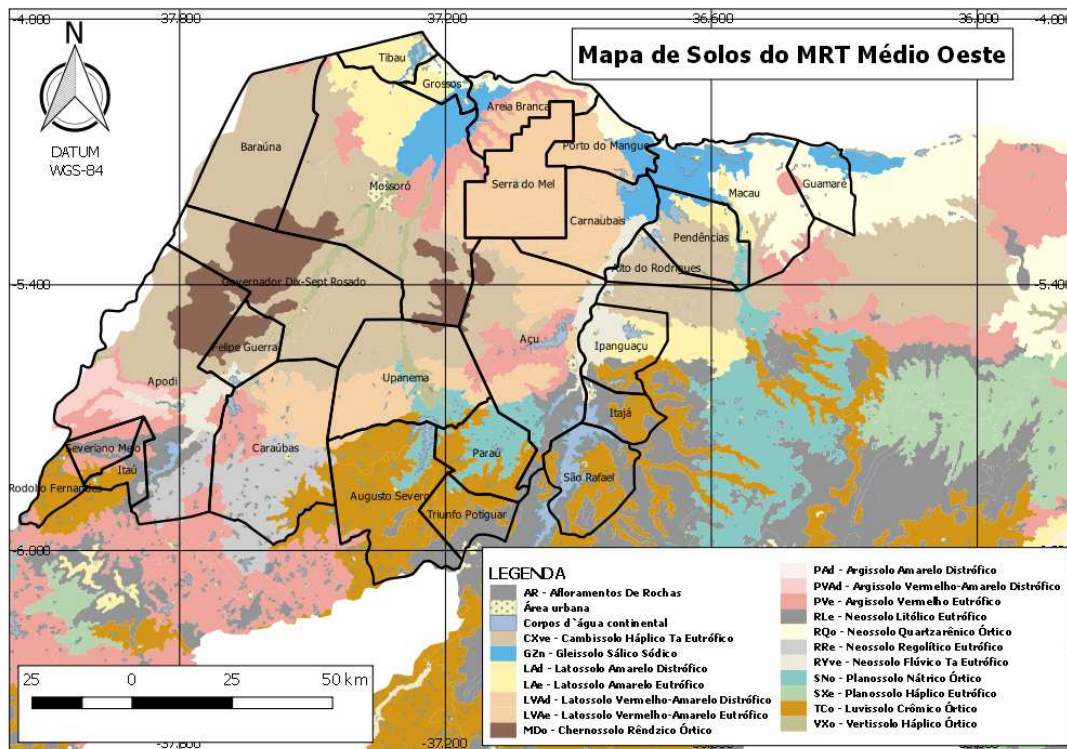 -4.800
-37.800
-37.200
-36.600
-36.000
-4.800
N
Mapa de Solos do MRT Médio Oeste
DATUM
WGS-84
Tibau
Grossos
Areia Branca
Baraúna
Porto do Mangue
Mossoró
Serra do Mel
Macau
Guamaré
Carnaubais
Pendências
Alto do Rodrigues
-5.400
Governador Dix-Sept Rosado
-5.400
Felipe Guerra
Açu
Ipanguaçu
Apodi
Upanema
Itajá
Severiano Melo
Caraúbas
Paraú
Itaú
São Rafael
Rodolfo Fernandes
Augusto Severo
Triunfo Potiguar
-6.000
LEGENDA
AR - Afloramentos De Rochas
Área urbana
Corpos d`água continental
CXve - Cambissolo Háplico Ta Eutrófico
GZn - Gleissolo Sálico Sódico
LAd - Latossolo Amarelo Distrófico
LAe - Latossolo Amarelo Eutrófico
LVAd - Latossolo Vermelho-Amarelo Distrófico
LVAe - Latossolo Vermelho-Amarelo Eutrófico
MDo - Chernossolo Rêndzico Órtico
PAd - Argissolo Amarelo Distrófico
PVAd - Argissolo Vermelho-Amarelo Distrófico
PVe - Argissolo Vermelho Eutrófico
RLe - Neossolo Litólico Eutrófico
RQo - Neossolo Quartzarênico Órtico
RRe - Neossolo Regolítico Eutrófico
RYve - Neossolo Flúvico Ta Eutrófico
SNo - Planossolo Nátrico Órtico
SXe - Planossolo Háplico Eutrófico
TCo - Luvissolo Crômico Órtico
VXo - Vertissolo Háplico Órtico
25 0 25 50 km
-37.800
-37.200